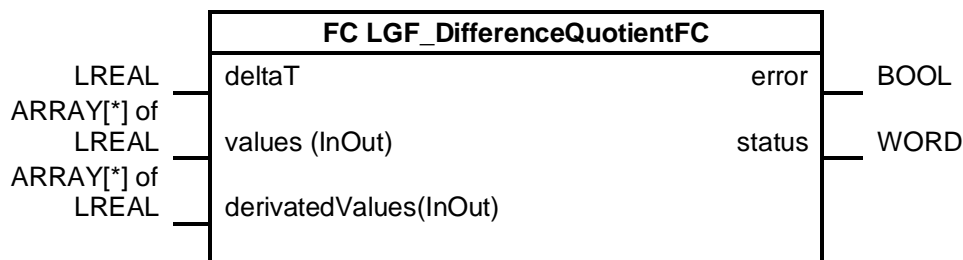 FC LGF_DifferenceQuotientFC
LREAL deltaT error BOOL
ARRAY[*] of
LREAL values (InOut) status WORD
ARRAY[*] of
LREAL derivatedValues(InOut)